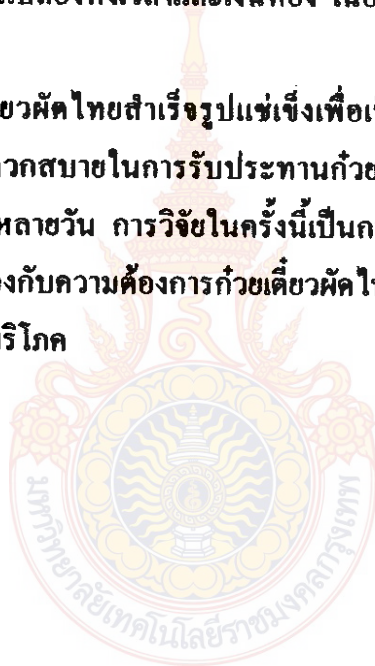 ยวผัดไทยสำเร็จรูปแช่เข็งเพื่อเ
วกสบายในการรับประทานก๋วย
หลายวัน การวิจัยในครั้งนี้เป็นก
งกับความต้องการก๋วยเตี๋ยวผัดไ
ริโภค
มหาวิทยาลัยเทคโนโลยีราชมงคลกรุงเทพ